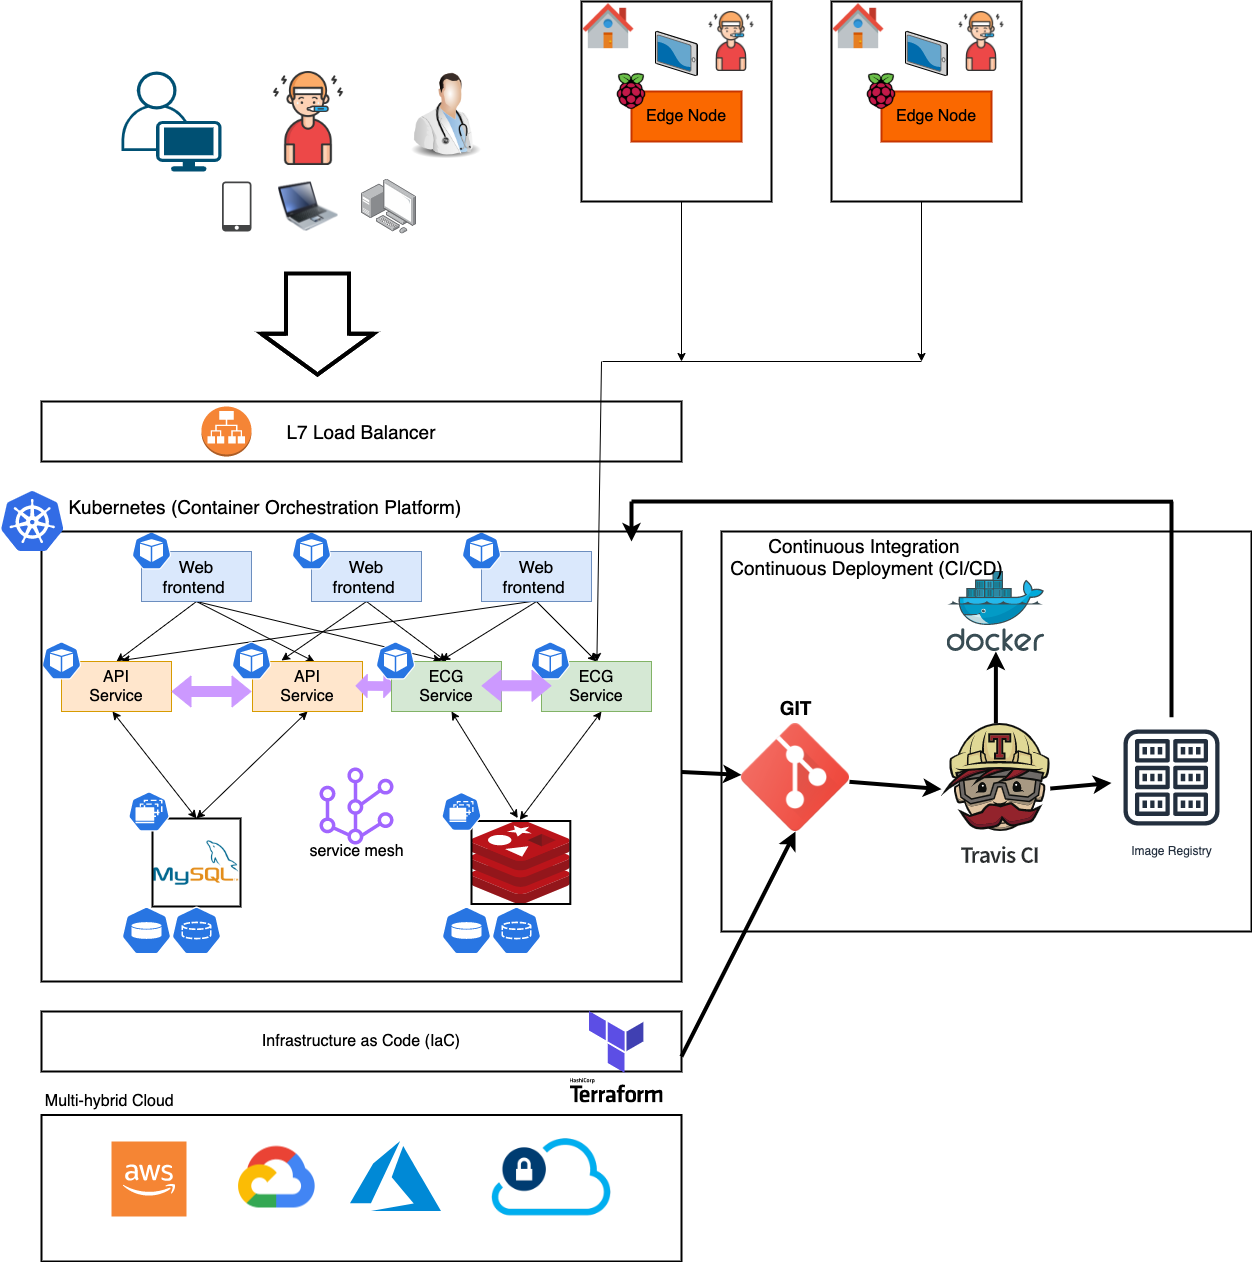 Edge Node
Edge Node
L7 Load Balancer
Kubernetes (Container Orchestration Platform)
Web
frontend
Web
frontend
Web
frontend
API
Service
API
Service
ECG
Service
ECG
Service
MySQL
service mesh
Continuous Integration
Continuous Deployment (CI/CD)
docker
GIT
T
Travis CI
Image Registry
Infrastructure as Code (IaC)
HashiCorp
Terraform
Multi-hybrid Cloud
aws